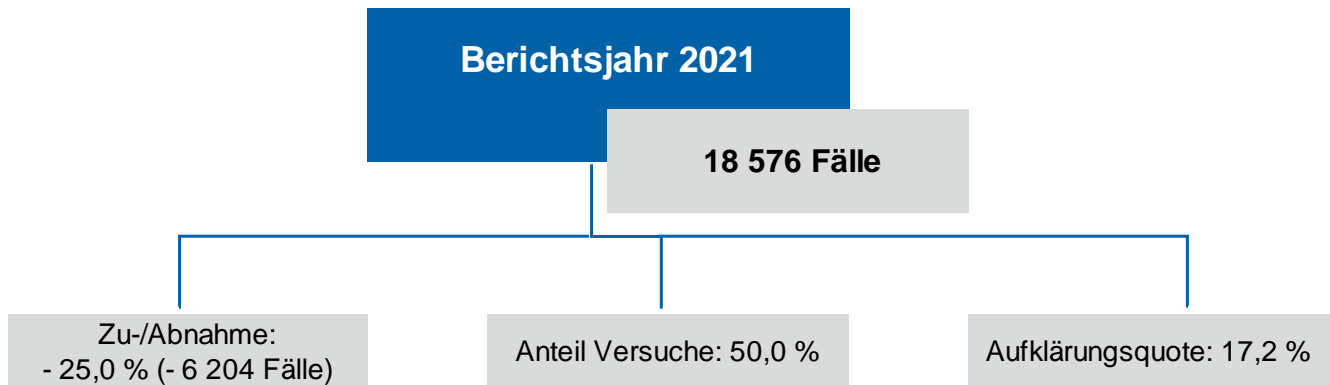 Berichtsjahr 2021
18 576 Fälle
Zu-/Abnahme:
- 25,0 % (- 6 204 Fälle)
Anteil Versuche: 50,0 %
Aufklärungsquote: 17,2 %